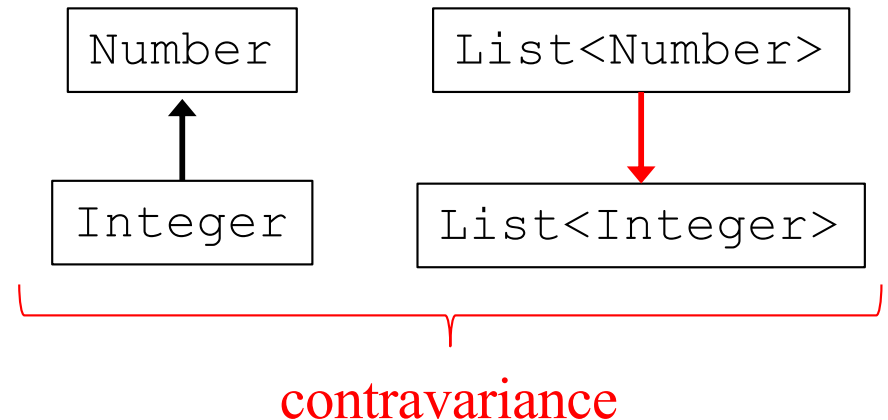 Number
List<Number>
Integer
List<Integer>
contravariance